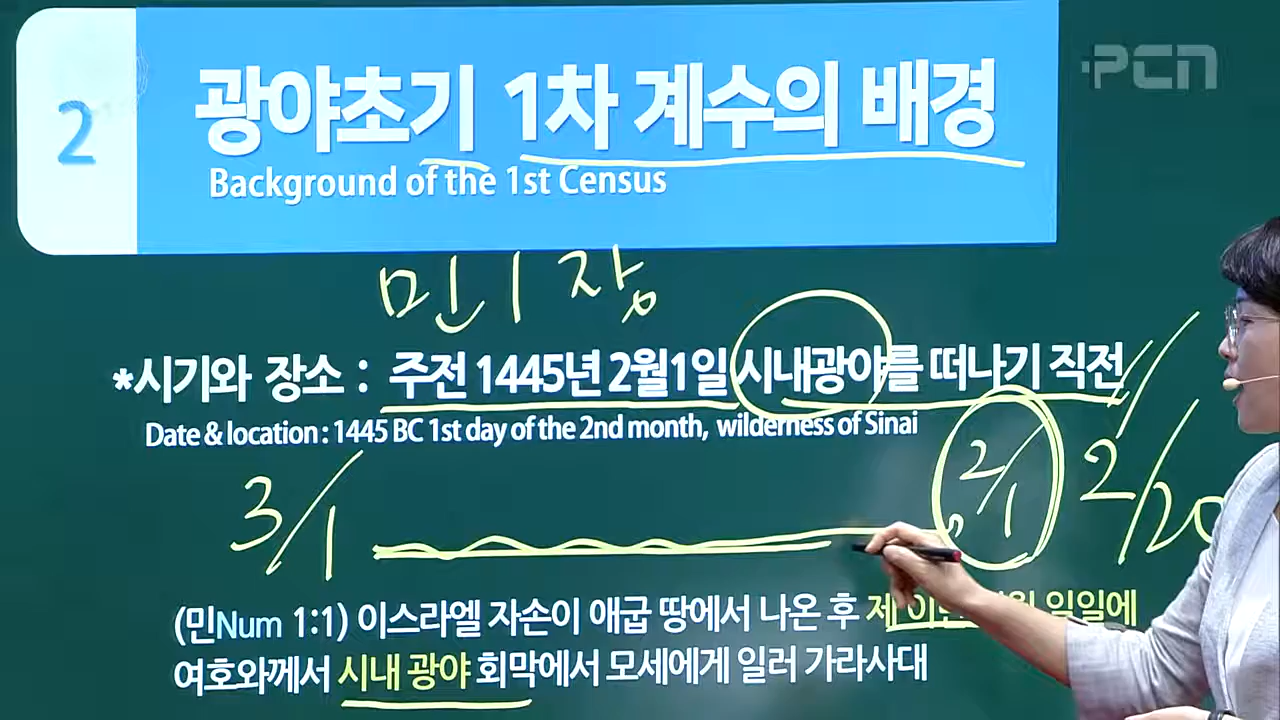 PCN
2
광야초기 1차 계수의 배경
Background of the 1st Census
민 1 장
*시기와 장소 : 주전 1445년 2월1일 시내광야를 떠나기 직전
Date & location : 1445 BC 1st day of the 2nd month, wilderness of Sinai
3/1
2/1
2/20
(민Num 1:1) 이스라엘 자손이 애굽 땅에서 나온 후 제 이년 일일에
여호와께서 시내 광야 회막에서 모세에게 일러 가라사대